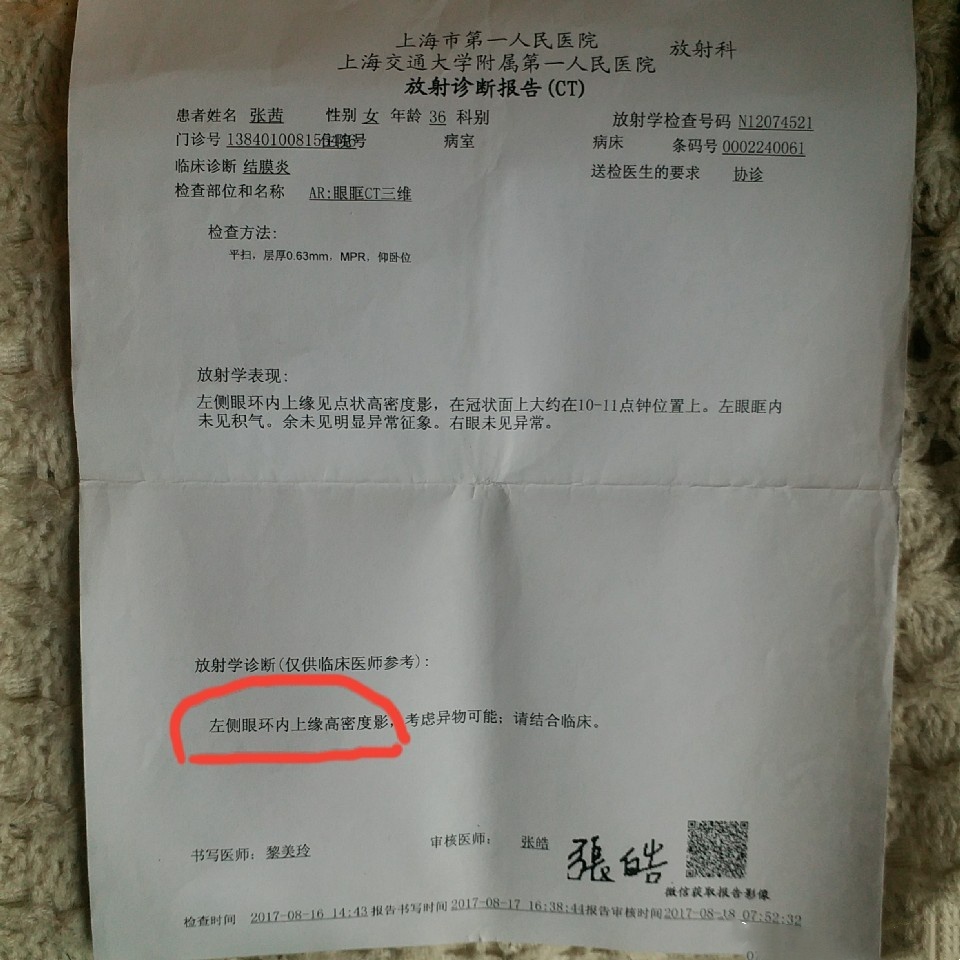 上海市第一人民医院
上海交通大学附属第一人民医院 放射科
放射诊断报告(CT)
患者姓名 张茜 性别 女 年龄 36 科别 放射学检查号码 N12074521
门诊号 138401008151 住院号 病室 病床 条码号 0002240061
临床诊断 结膜炎 送检医生的要求 协诊
检查部位和名称 AR:眼眶CT三维
检查方法:
平扫,层厚0.63mm,MPR,仰卧位
放射学表现:
左侧眼环内上缘见点状高密度影,在冠状面上大约在10-11点钟位置上。左眼眶内
未见积气。余未见明显异常征象。右眼未见异常。
放射学诊断(仅供临床医师参考):
左侧眼环内上缘高密度影,考虑异物可能;请结合临床。
书写医师: 黎美玲 审核医师: 张皓 張皓
微信获取报告影像
检查时间 2017-08-16 14:43 报告书写时间 2017-08-17 16:38:44 报告审核时间 2017-08-18 07:52:32